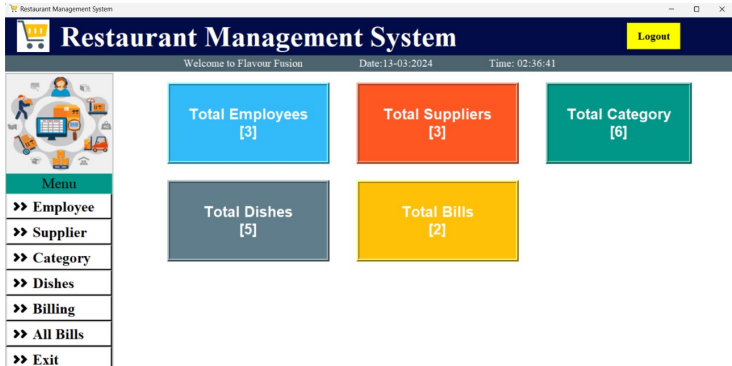 Restaurant Management System
Restaurant Management System
Logout
Welcome to Flavour Fusion Date:13-03:2024 Time: 02:36:41
Total Employees
[3]
Total Suppliers
[3]
Total Category
[6]
Total Dishes
[5]
Total Bills
[2]
Menu
>> Employee
>> Supplier
>> Category
>> Dishes
>> Billing
>> All Bills
>> Exit